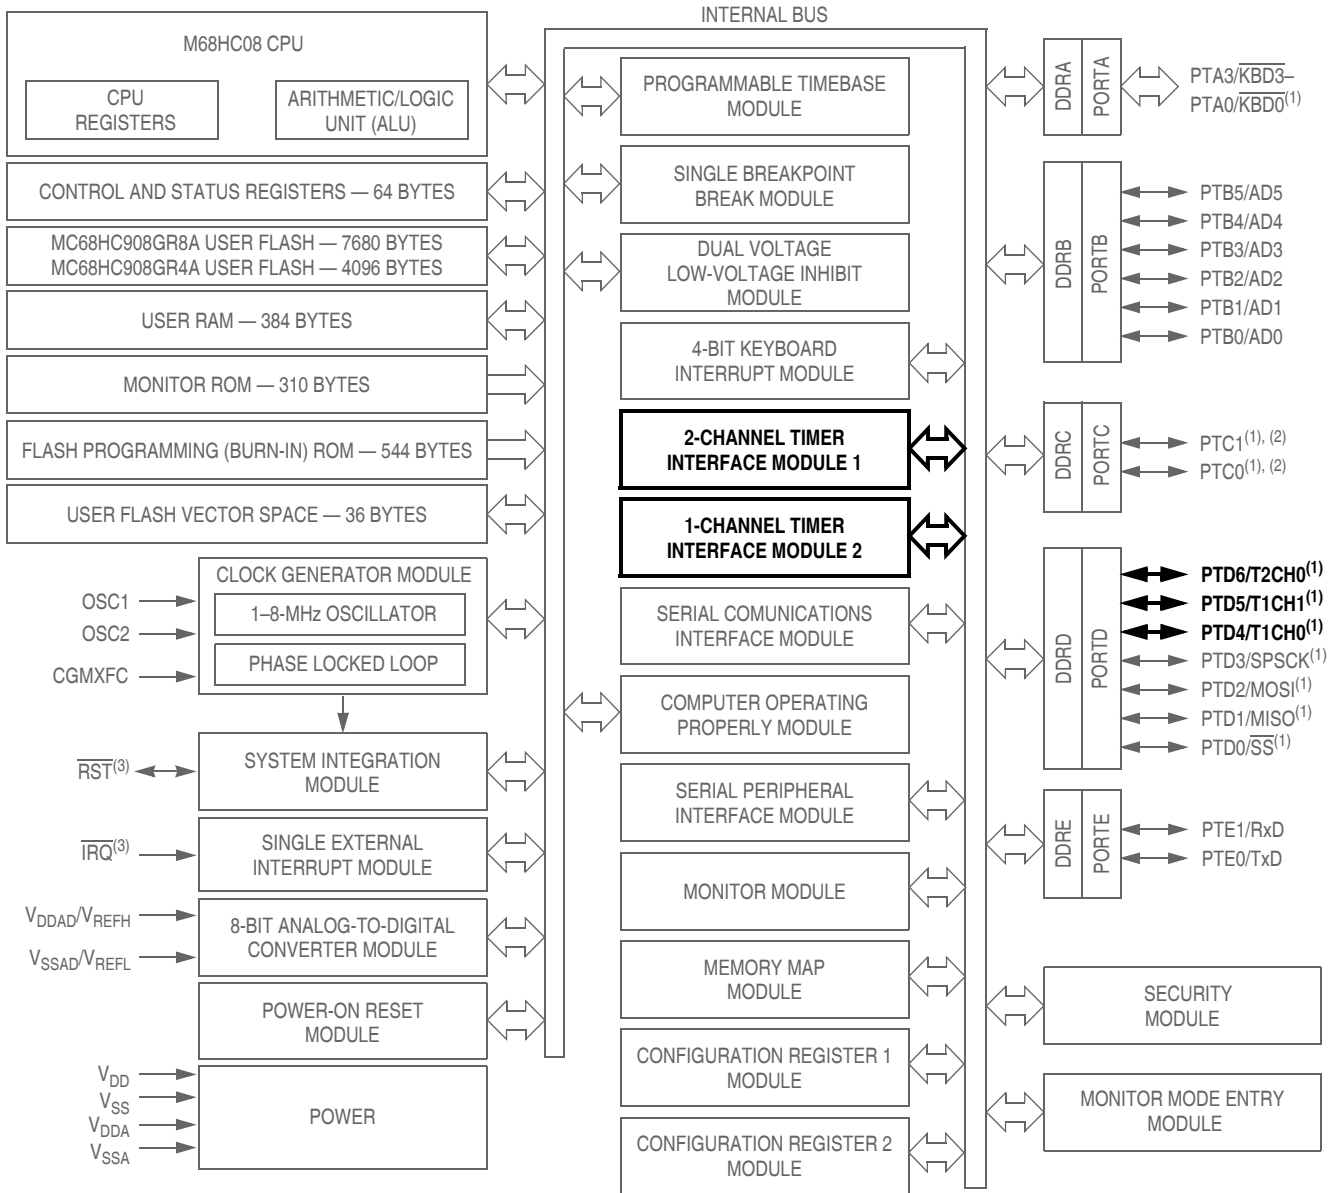 INTERNAL BUS
M68HC08 CPU
CPU
REGISTERS
ARITHMETIC/LOGIC
UNIT (ALU)
CONTROL AND STATUS REGISTERS — 64 BYTES
MC68HC908GR8A USER FLASH — 7680 BYTES
MC68HC908GR4A USER FLASH — 4096 BYTES
USER RAM — 384 BYTES
MONITOR ROM — 310 BYTES
FLASH PROGRAMMING (BURN-IN) ROM — 544 BYTES
USER FLASH VECTOR SPACE — 36 BYTES
CLOCK GENERATOR MODULE
1–8-MHz OSCILLATOR
PHASE LOCKED LOOP
OSC1
OSC2
CGMXFC
SYSTEM INTEGRATION
MODULE
RST(3)
SINGLE EXTERNAL
INTERRUPT MODULE
IRQ(3)
8-BIT ANALOG-TO-DIGITAL
CONVERTER MODULE
VDDAD/VREFH
VSSAD/VREFL
POWER-ON RESET
MODULE
POWER
VDD
VSS
VDDA
VSSA
PROGRAMMABLE TIMEBASE
MODULE
SINGLE BREAKPOINT
BREAK MODULE
DUAL VOLTAGE
LOW-VOLTAGE INHIBIT
MODULE
4-BIT KEYBOARD
INTERRUPT MODULE
2-CHANNEL TIMER
INTERFACE MODULE 1
1-CHANNEL TIMER
INTERFACE MODULE 2
SERIAL COMUNICATIONS
INTERFACE MODULE
COMPUTER OPERATING
PROPERLY MODULE
SERIAL PERIPHERAL
INTERFACE MODULE
MONITOR MODULE
MEMORY MAP
MODULE
CONFIGURATION REGISTER 1
MODULE
CONFIGURATION REGISTER 2
MODULE
DDRA
PORTA
PTA3/KBD3–
PTA0/KBD0(1)
DDRB
PORTB
PTB5/AD5
PTB4/AD4
PTB3/AD3
PTB2/AD2
PTB1/AD1
PTB0/AD0
DDRC
PORTC
PTC1(1), (2)
PTC0(1), (2)
DDRD
PORTD
PTD6/T2CH0(1)
PTD5/T1CH1(1)
PTD4/T1CH0(1)
PTD3/SPSCK(1)
PTD2/MOSI(1)
PTD1/MISO(1)
PTD0/SS(1)
DDRE
PORTE
PTE1/RxD
PTE0/TxD
SECURITY
MODULE
MONITOR MODE ENTRY
MODULE